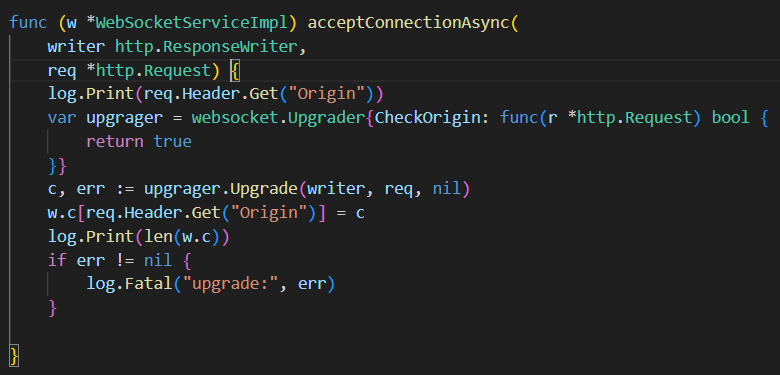 func (w *WebSocketServiceImpl) acceptConnectionAsync(
    writer http.ResponseWriter,
    req *http.Request) {
    log.Print(req.Header.Get("Origin"))
    var upgrager = websocket.Upgrader{CheckOrigin: func(r *http.Request) bool {
        return true
    }}
    c, err := upgrager.Upgrade(writer, req, nil)
    w.c[req.Header.Get("Origin")] = c
    log.Print(len(w.c))
    if err != nil {
        log.Fatal("upgrade:", err)
    }
}